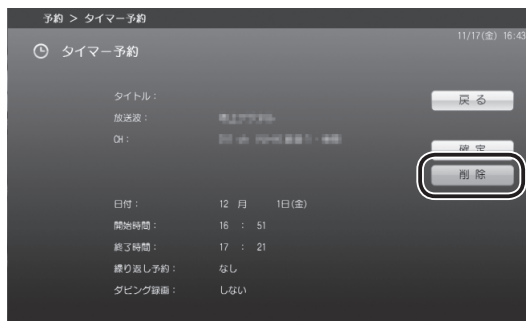 予約 > タイマー予約
11/17(金) 16:43
タイマー予約
タイトル：
戻る
放送波：
CH：
確定
削除
日付： 12 月 1日(金)
開始時間： 16 ： 51
終了時間： 17 ： 21
繰り返し予約： なし
ダビング録画： しない